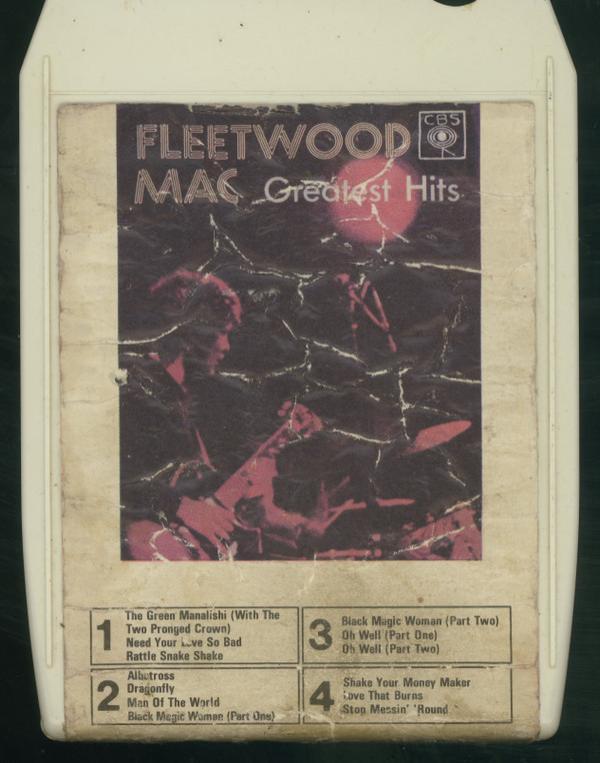 FLEETWOOD
MAC Greatest Hits
CBS
1
The Green Manalishi (With The
Two Pronged Crown)
Need Your Love So Bad
Rattle Snake Shake
2
Albatross
Dragonfly
Man Of The World
Black Magic Woman (Part One)
3
Black Magic Woman (Part Two)
Oh Well (Part One)
Oh Well (Part Two)
4
Shake Your Money Maker
Love That Burns
Stop Messin' 'Round